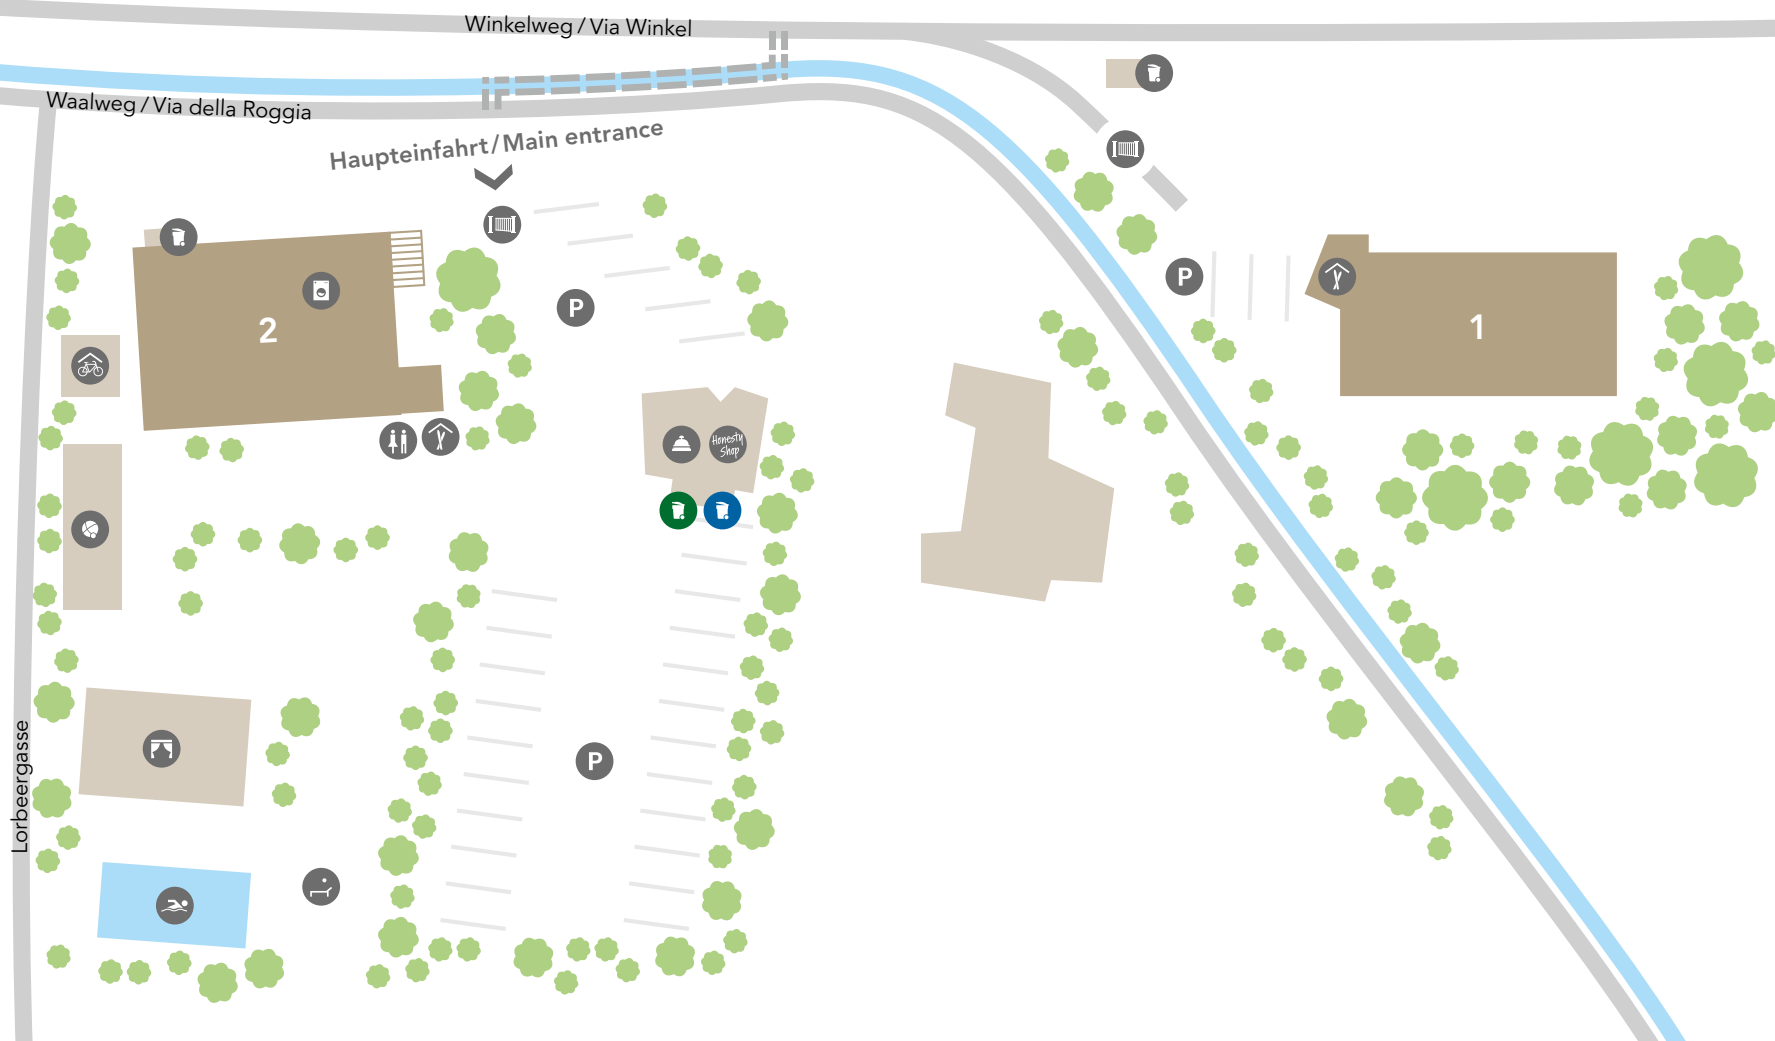 Winkelweg / Via Winkel
Waalweg / Via della Roggia
Haupteinfahrt / Main entrance
2
P
P
1
P
Honesty
Shop
Lorbeergasse